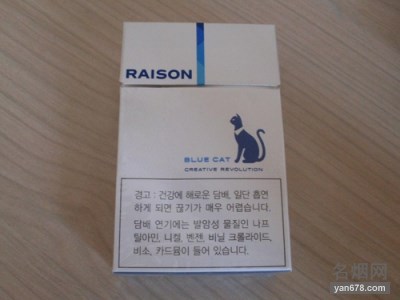 RAISON
BLUE CAT
CREATIVE REVOLUTION
경고 : 건강에 해로운 담배, 일단 흡연
하게 되면 끊기가 매우 어렵습니다.
담배 연기에는 발암성 물질인 나프
틸아민, 니켈, 벤젠, 비닐 크롤라이드,
비소, 카드뮴이 들어 있습니다.
名烟网
yan678.com